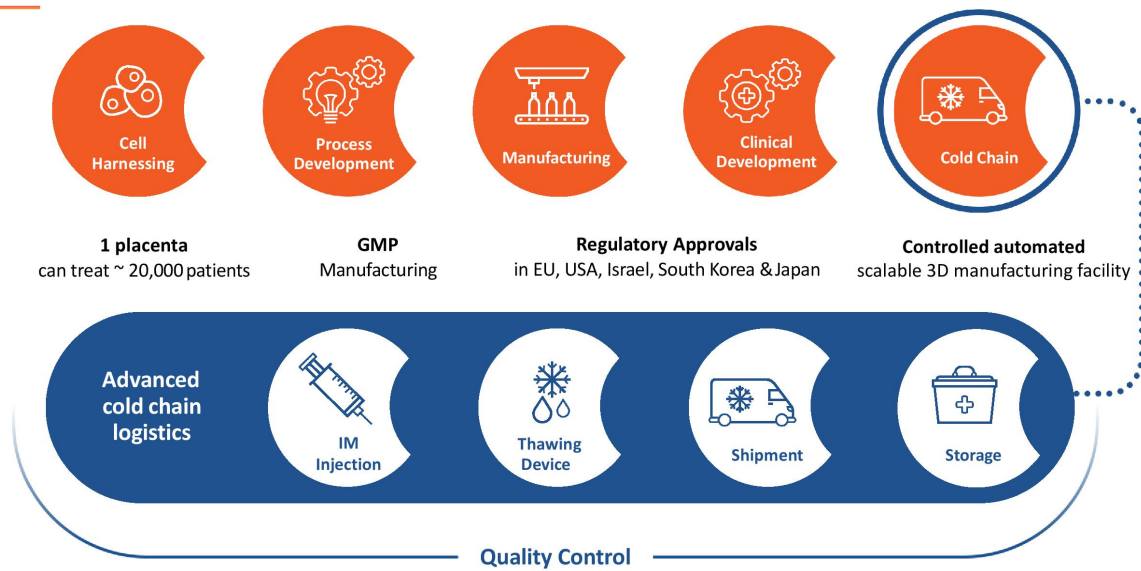 Cell
Harnessing
Process
Development
Manufacturing
Clinical
Development
Cold Chain
1 placenta
can treat ~ 20,000 patients
GMP
Manufacturing
Regulatory Approvals
in EU, USA, Israel, South Korea & Japan
Controlled automated
scalable 3D manufacturing facility
Advanced
cold chain
logistics
IM
Injection
Thawing
Device
Shipment
Storage
Quality Control